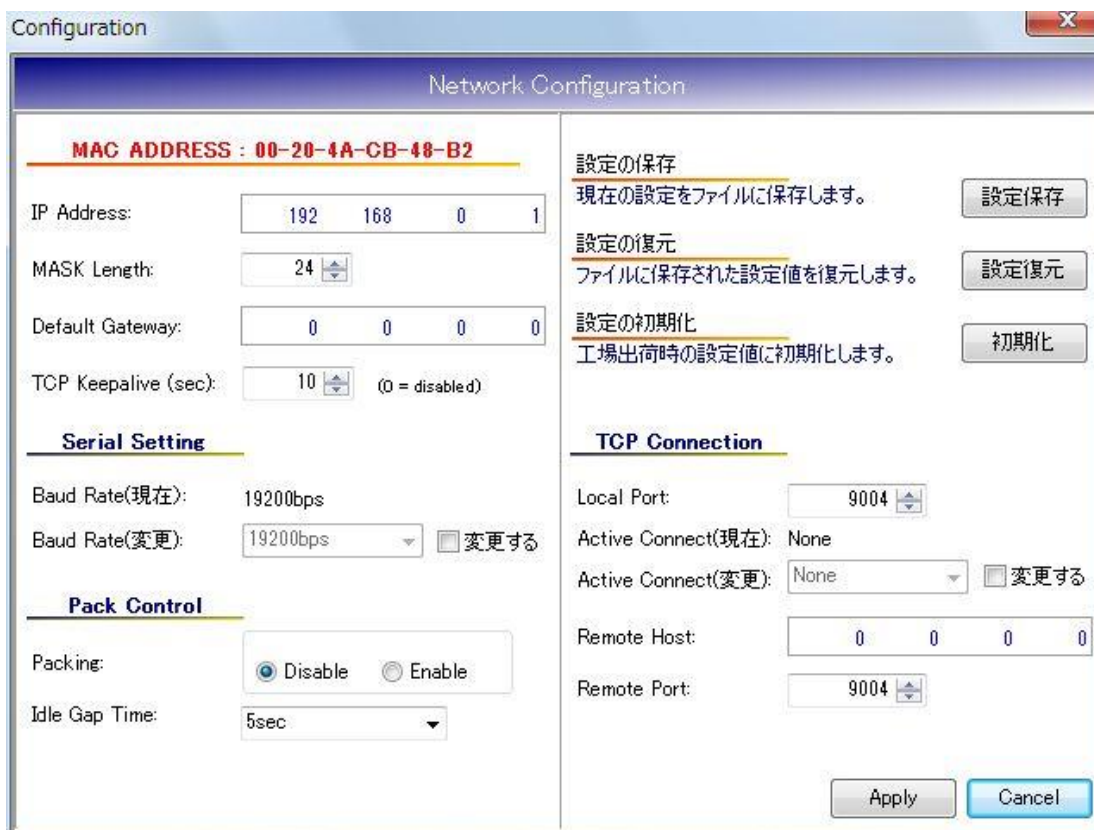 Configuration
X
Network Configuration
MAC ADDRESS : 00-20-4A-CB-48-B2
IP Address: 192 168 0 1
MASK Length: 24
Default Gateway: 0 0 0 0
TCP Keepalive (sec): 10 (0 = disabled)
Serial Setting
Baud Rate(現在): 19200bps
Baud Rate(変更): 19200bps 変更する
Pack Control
Packing: Disable Enable
Idle Gap Time: 5sec
設定の保存
現在の設定をファイルに保存します。 設定保存
設定の復元
ファイルに保存された設定値を復元します。 設定復元
設定の初期化
工場出荷時の設定値に初期化します。 初期化
TCP Connection
Local Port: 9004
Active Connect(現在): None
Active Connect(変更): None 変更する
Remote Host: 0 0 0 0
Remote Port: 9004
Apply Cancel